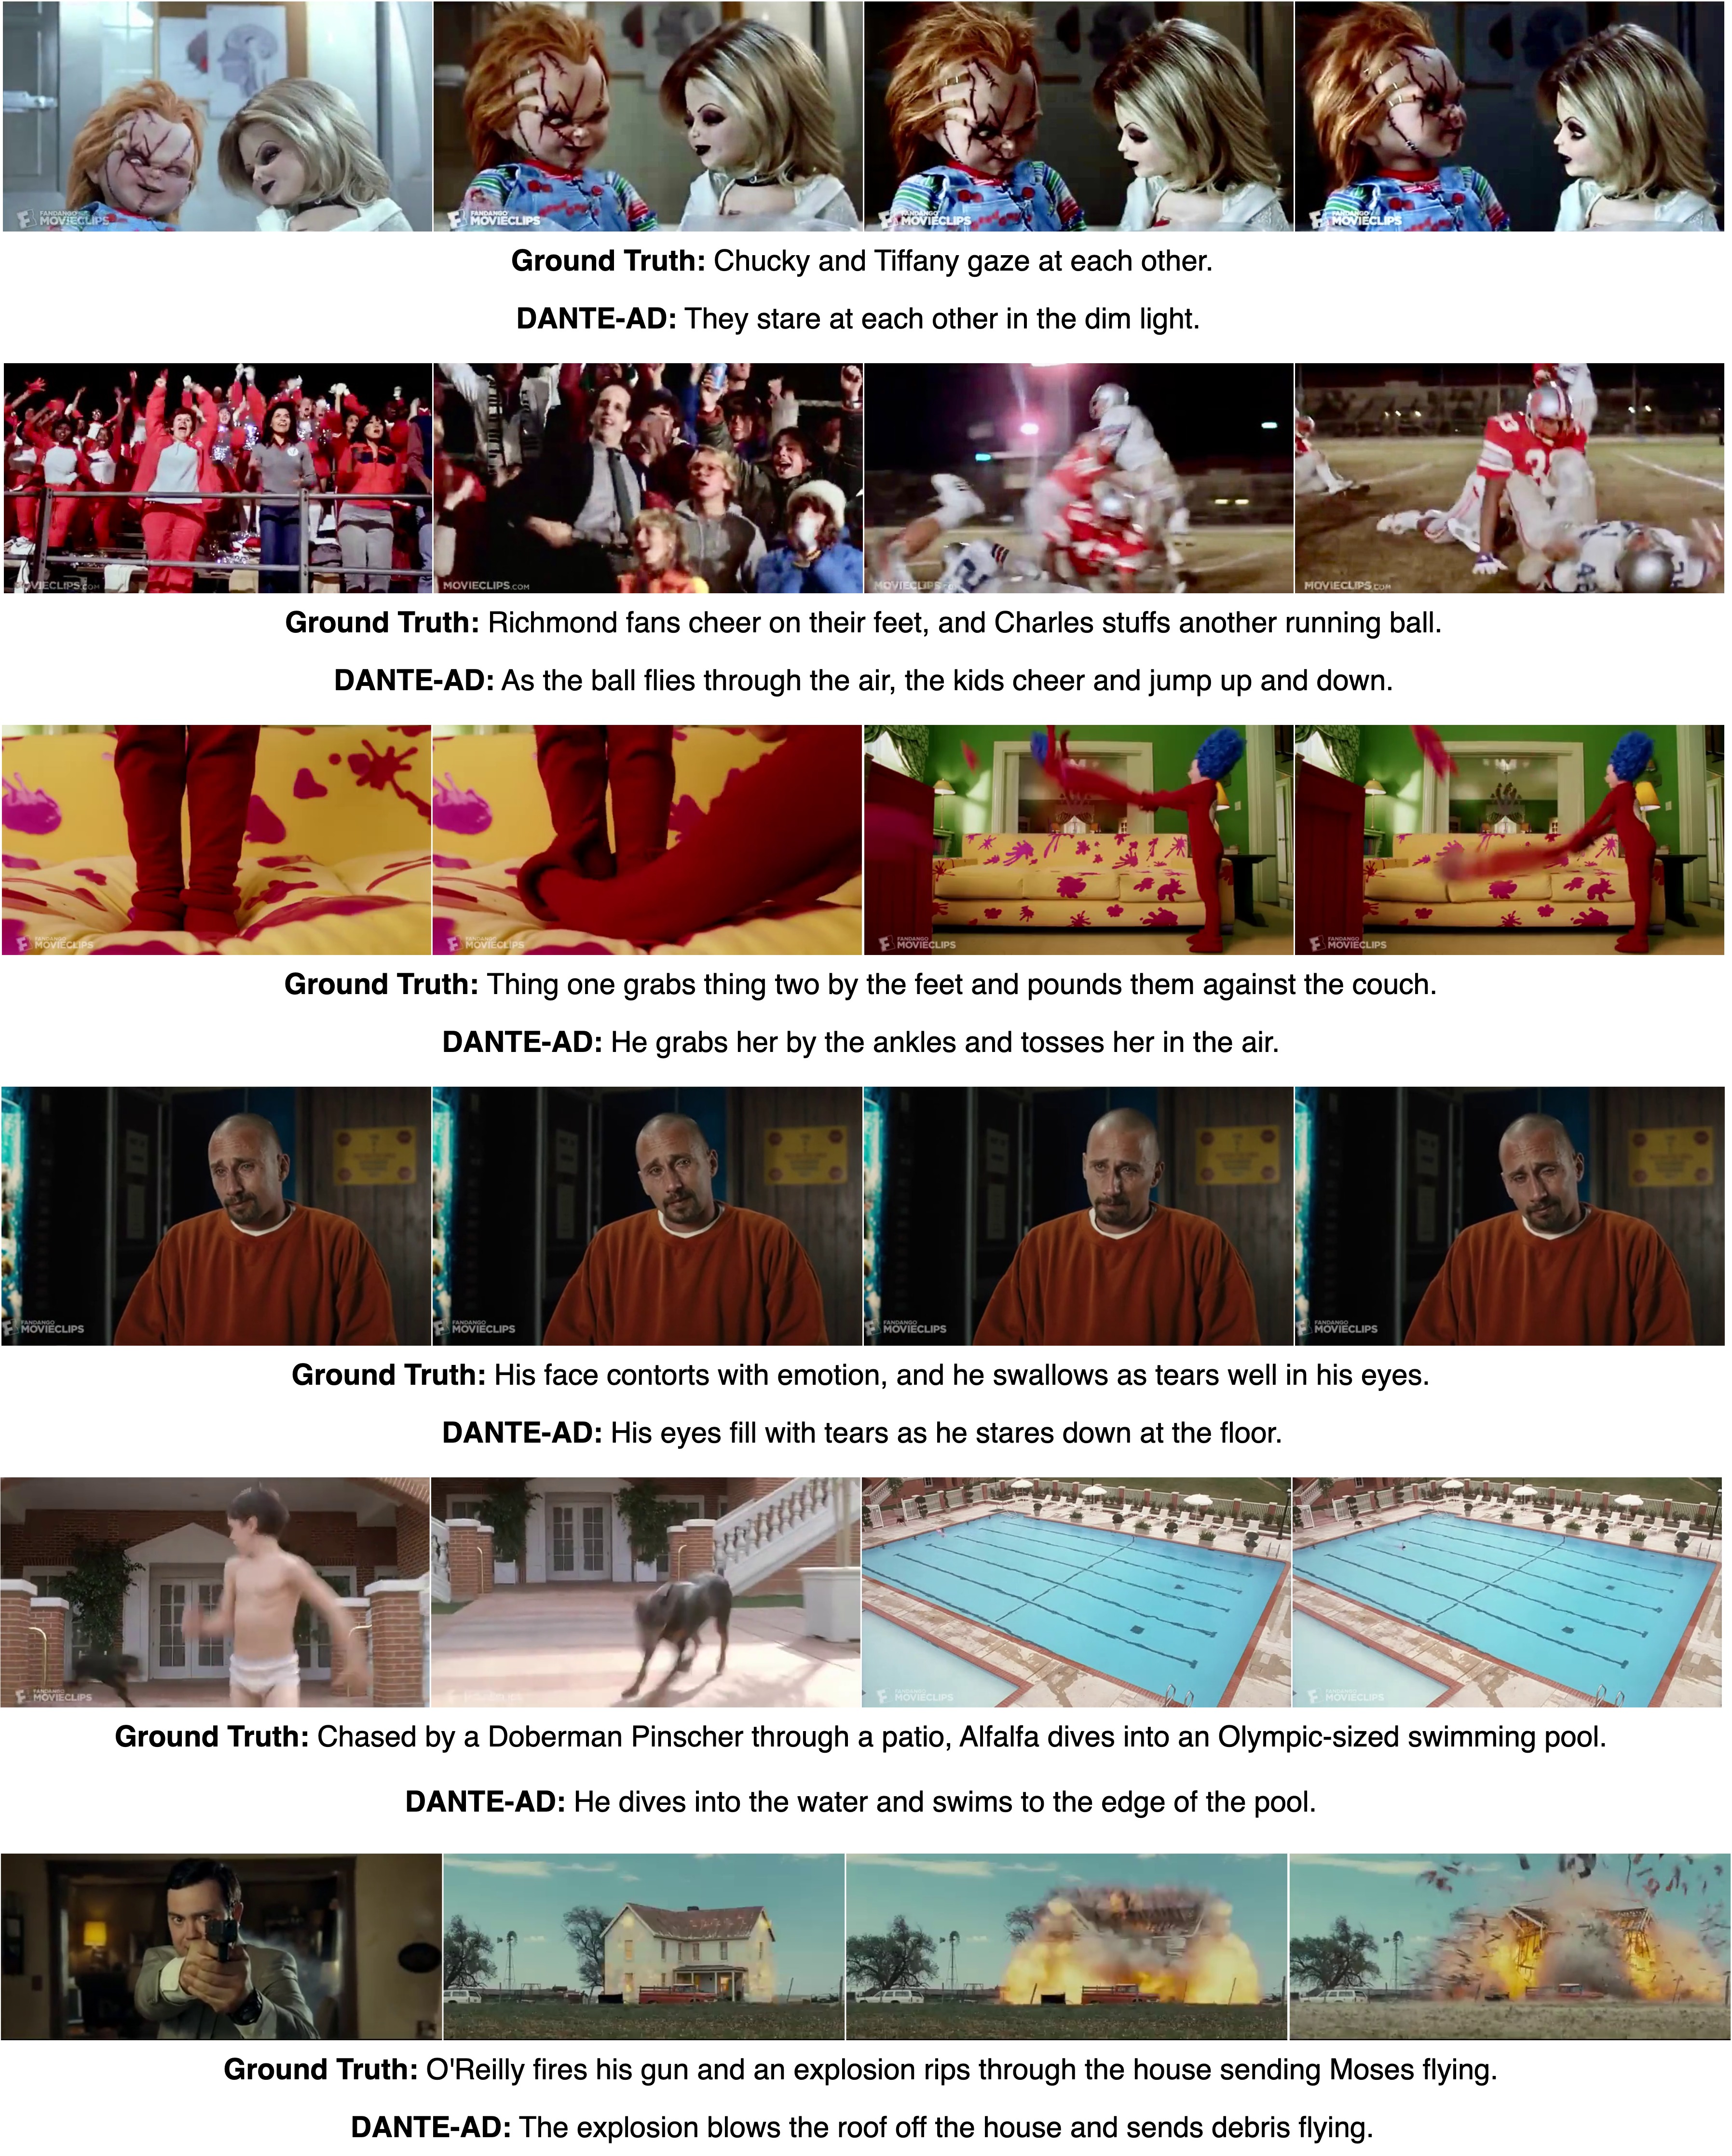 FANDANGO
MOVIECLIPS
FANDANGO
MOVIECLIPS
FANDANGO
MOVIECLIPS
FANDANGO
MOVIECLIPS
Ground Truth: Chucky and Tiffany gaze at each other.
DANTE-AD: They stare at each other in the dim light.
MOVIECLIPS.COM
MOVIECLIPS.COM
MOVIECLIPS.COM
MOVIECLIPS.COM
Ground Truth: Richmond fans cheer on their feet, and Charles stuffs another running ball.
DANTE-AD: As the ball flies through the air, the kids cheer and jump up and down.
FANDANGO
MOVIECLIPS
FANDANGO
MOVIECLIPS
FANDANGO
MOVIECLIPS
FANDANGO
MOVIECLIPS
Ground Truth: Thing one grabs thing two by the feet and pounds them against the couch.
DANTE-AD: He grabs her by the ankles and tosses her in the air.
FANDANGO
MOVIECLIPS
FANDANGO
MOVIECLIPS
FANDANGO
MOVIECLIPS
FANDANGO
MOVIECLIPS
Ground Truth: His face contorts with emotion, and he swallows as tears well in his eyes.
DANTE-AD: His eyes fill with tears as he stares down at the floor.
FANDANGO
MOVIECLIPS
FANDANGO
MOVIECLIPS
FANDANGO
MOVIECLIPS
Ground Truth: Chased by a Doberman Pinscher through a patio, Alfalfa dives into an Olympic-sized swimming pool.
DANTE-AD: He dives into the water and swims to the edge of the pool.
Ground Truth: O'Reilly fires his gun and an explosion rips through the house sending Moses flying.
DANTE-AD: The explosion blows the roof off the house and sends debris flying.